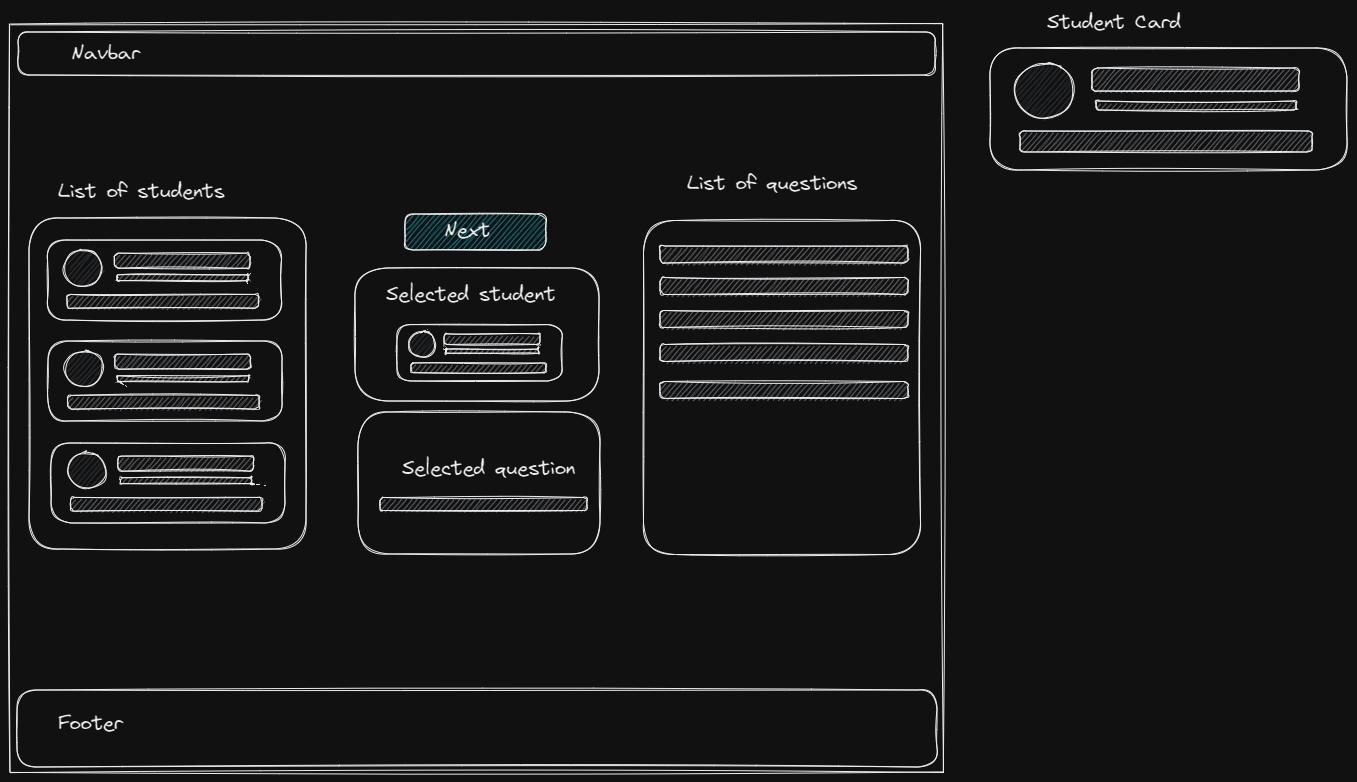 Student Card
Navbar
List of students
List of questions
Next
Selected student
Selected question
Footer